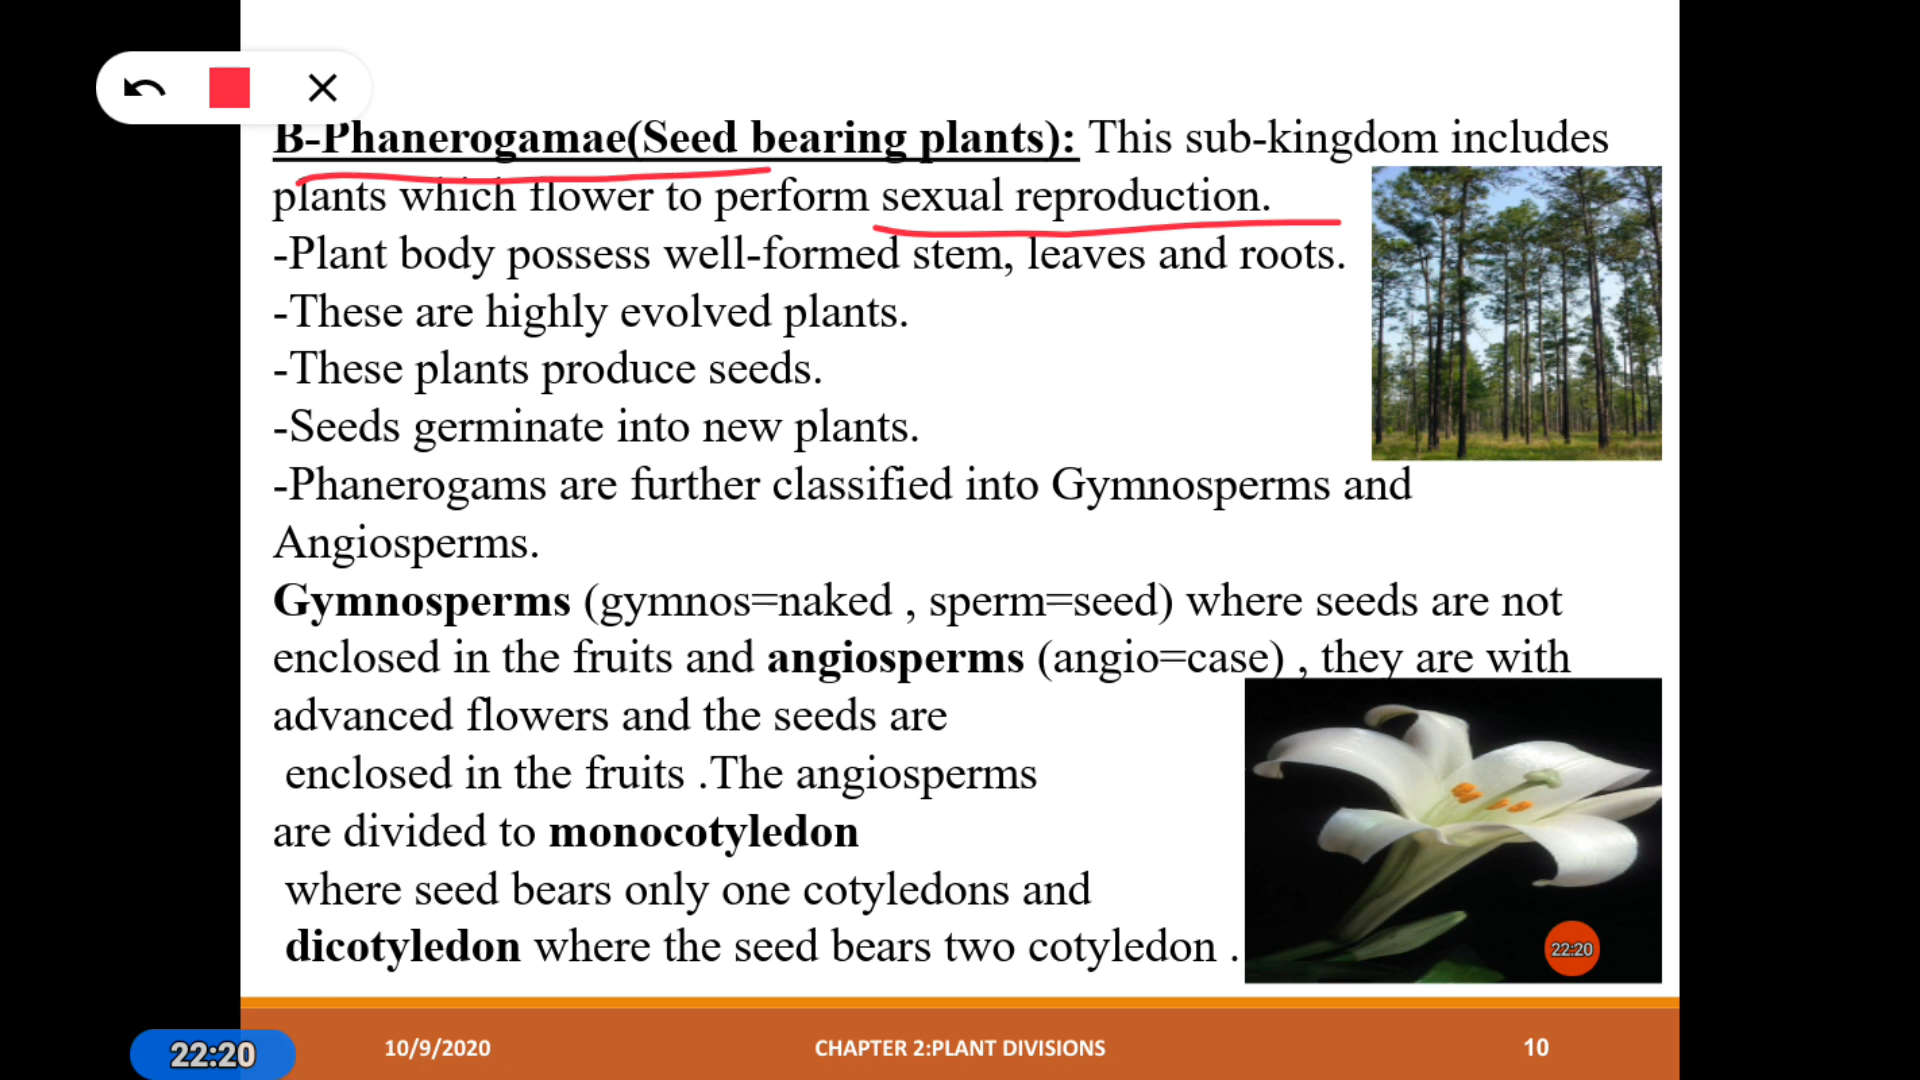 B-Phanerogamae(Seed bearing plants): This sub-kingdom includes
plants which flower to perform sexual reproduction.
-Plant body possess well-formed stem, leaves and roots.
-These are highly evolved plants.
-These plants produce seeds.
-Seeds germinate into new plants.
-Phanerogams are further classified into Gymnosperms and
Angiosperms.
Gymnosperms (gymnos=naked , sperm=seed) where seeds are not
enclosed in the fruits and angiosperms (angio=case) , they are with
advanced flowers and the seeds are
enclosed in the fruits .The angiosperms
are divided to monocotyledon
where seed bears only one cotyledons and
dicotyledon where the seed bears two cotyledon .
22:20
22:20
10/9/2020
CHAPTER 2:PLANT DIVISIONS
10